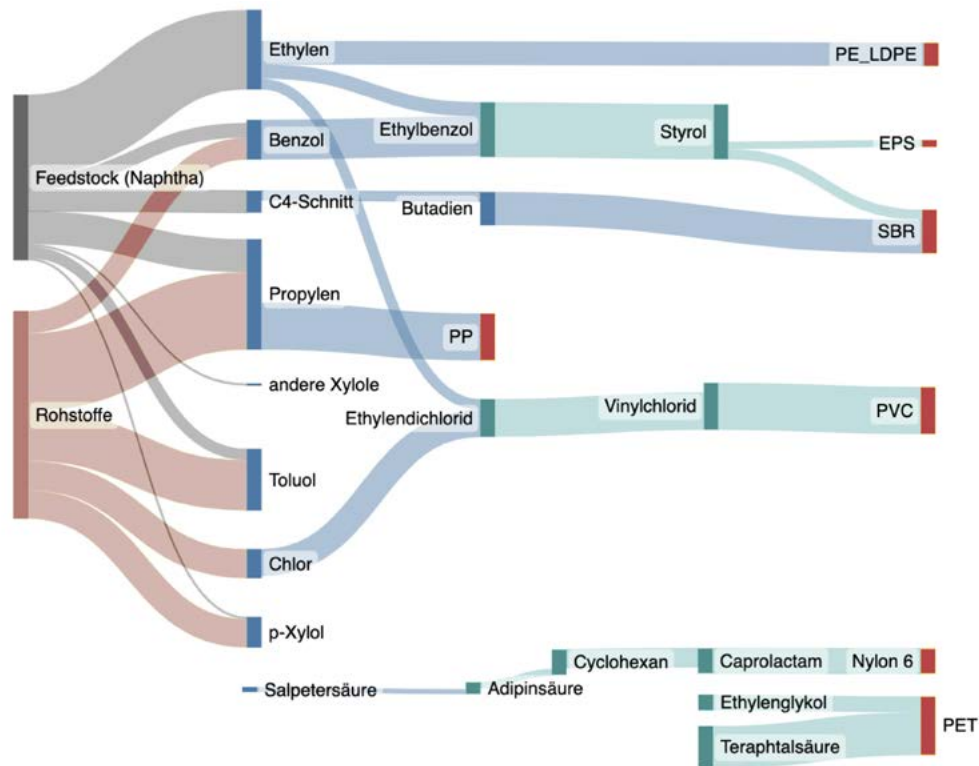 Ethylen
PE_LDPE
Ethylbenzol
Styrol
Benzol
EPS
Feedstock (Naphtha)
C4-Schnitt
Butadien
SBR
Propylen
PP
andere Xylole
Rohstoffe
Ethylendichlorid
Vinylchlorid
PVC
Toluol
Chlor
p-Xylol
Cyclohexan
Caprolactam
Nylon 6
Salpetersäure
Adipinsäure
Ethylenglykol
PET
Teraphtalsäure